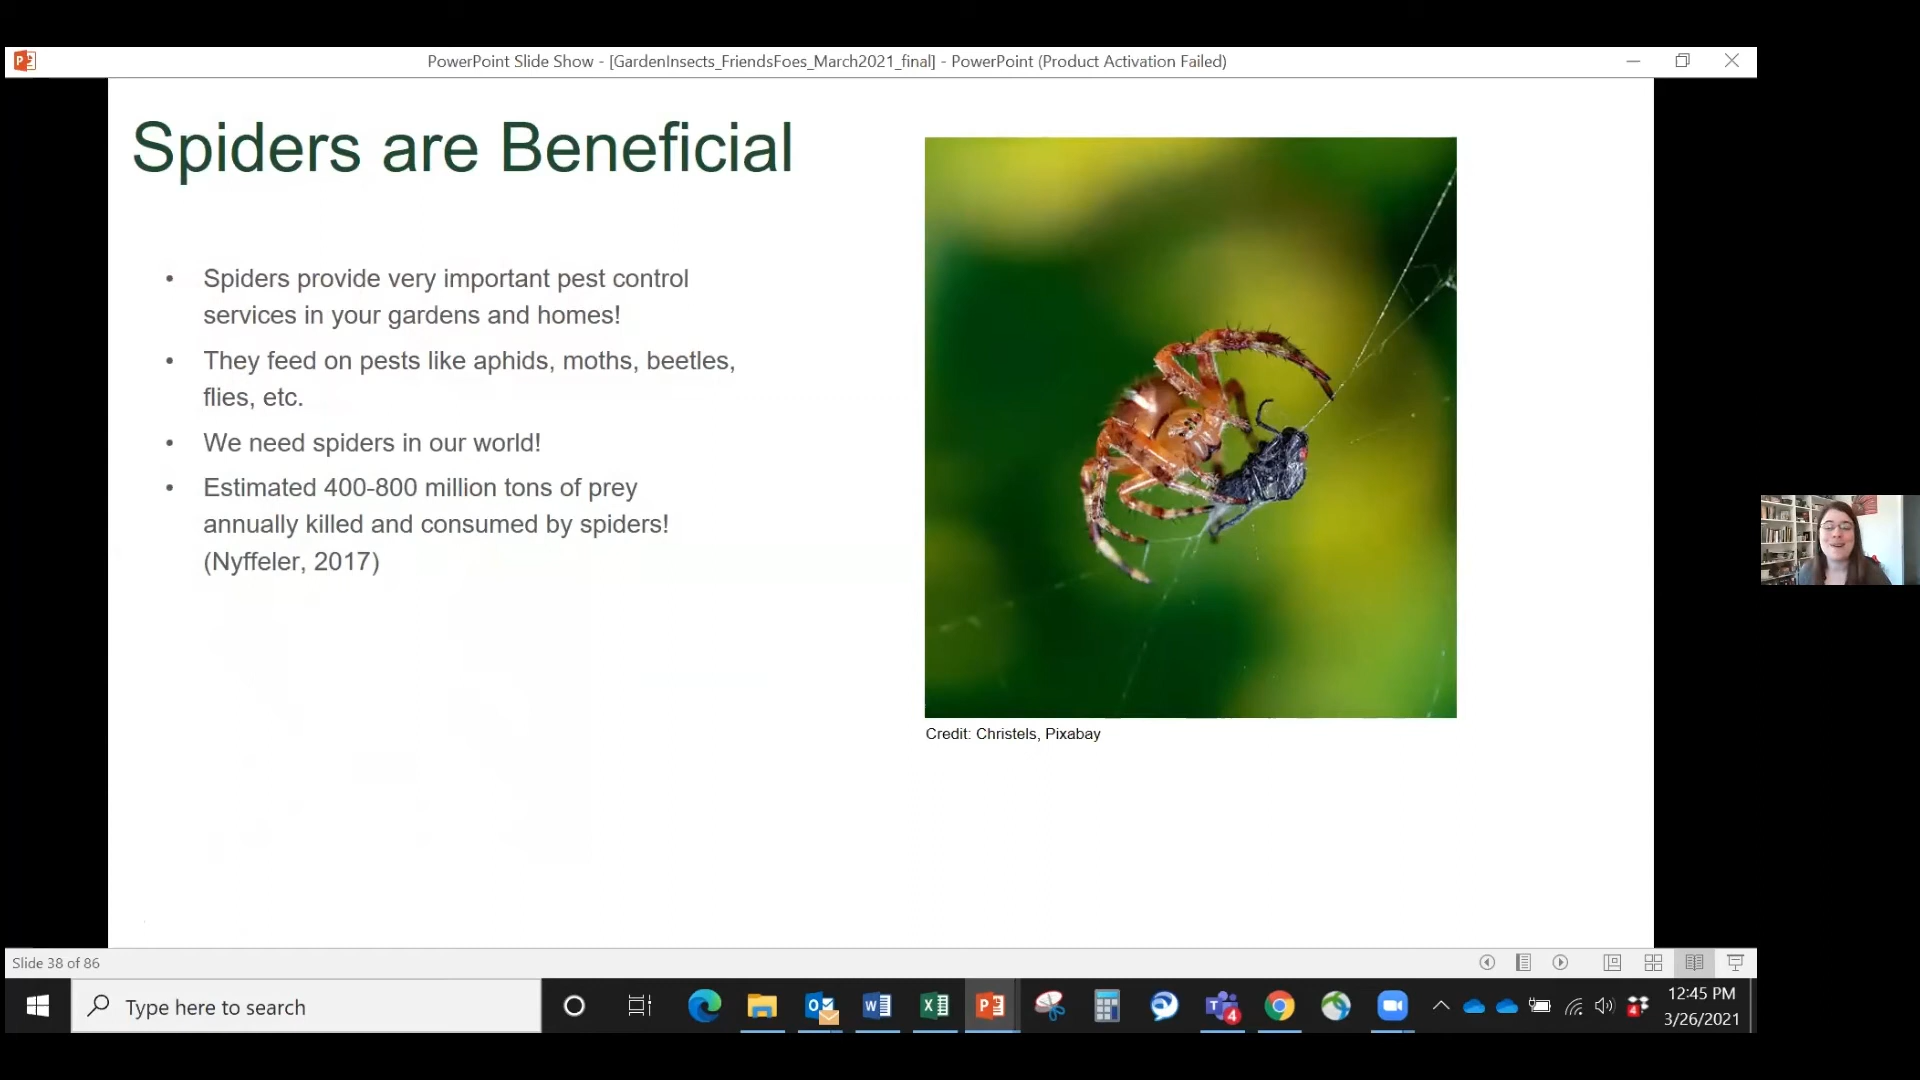 PowerPoint Slide Show - [GardenInsects_FriendsFoes_March2021_final] - PowerPoint (Product Activation Failed)
Spiders are Beneficial
• Spiders provide very important pest control
services in your gardens and homes!
• They feed on pests like aphids, moths, beetles,
flies, etc.
• We need spiders in our world!
• Estimated 400-800 million tons of prey
annually killed and consumed by spiders!
(Nyffeler, 2017)
Credit: Christels, Pixabay
Slide 38 of 86
Type here to search
4
4
12:45 PM
3/26/2021